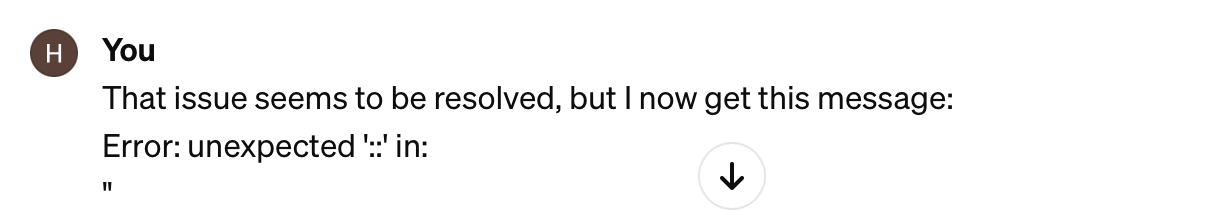 H
You
That issue seems to be resolved, but I now get this message:
Error: unexpected '::' in:
"